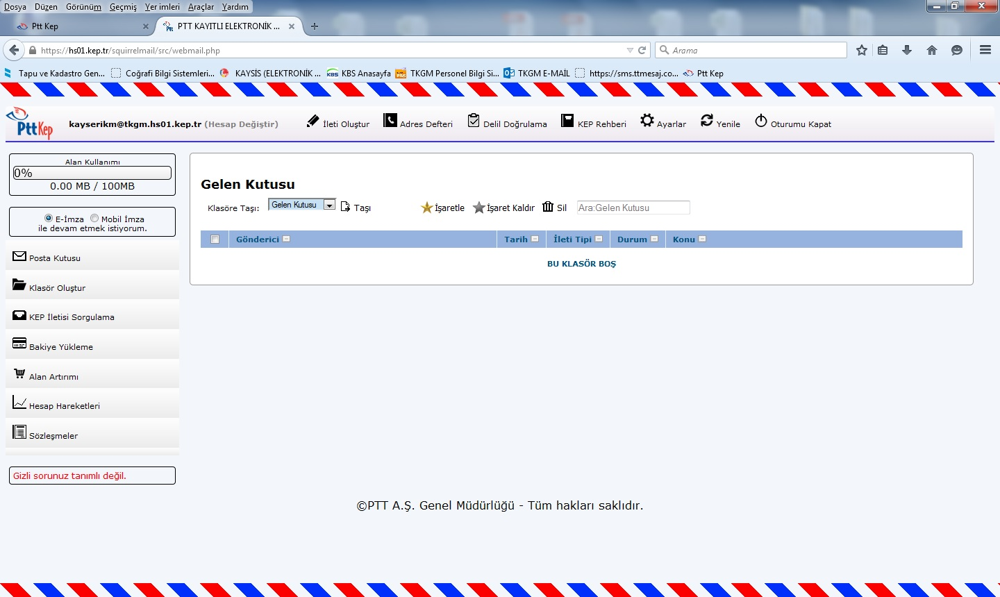 Dosya Düzen Görünüm Geçmiş Yer imleri Araçlar Yardım
Ptt Kep
PTT KAYITLI ELEKTRONİK ...
https://hs01.kep.tr/squirrelmail/src/webmail.php
Arama
Tapu ve Kadastro Gen... Coğrafi Bilgi Sistemleri... KAYSİS (ELEKTRONİK ... KBS KBS Anasayfa TKGM Personel Bilgi Si... TKGM E-MAİL https://sms.ttmesaj.co... Ptt Kep
PttKep kayserikm@tkgm.hs01.kep.tr (Hesap Değiştir) İleti Oluştur Adres Defteri Delil Doğrulama KEP Rehberi Ayarlar Yenile Oturumu Kapat
Alan Kullanımı
0%
0.00 MB / 100MB
E-İmza Mobil İmza
ile devam etmek istiyorum.
Posta Kutusu
Klasör Oluştur
KEP İletisi Sorgulama
Bakiye Yükleme
Alan Artırımı
Hesap Hareketleri
Sözleşmeler
Gizli sorunuz tanımlı değil.
Gelen Kutusu
Klasöre Taşı: Gelen Kutusu Taşı İşaretle İşaret Kaldır Sil Ara:Gelen Kutusu
Gönderici Tarih İleti Tipi Durum Konu
BU KLASÖR BOŞ
©PTT A.Ş. Genel Müdürlüğü - Tüm hakları saklıdır.